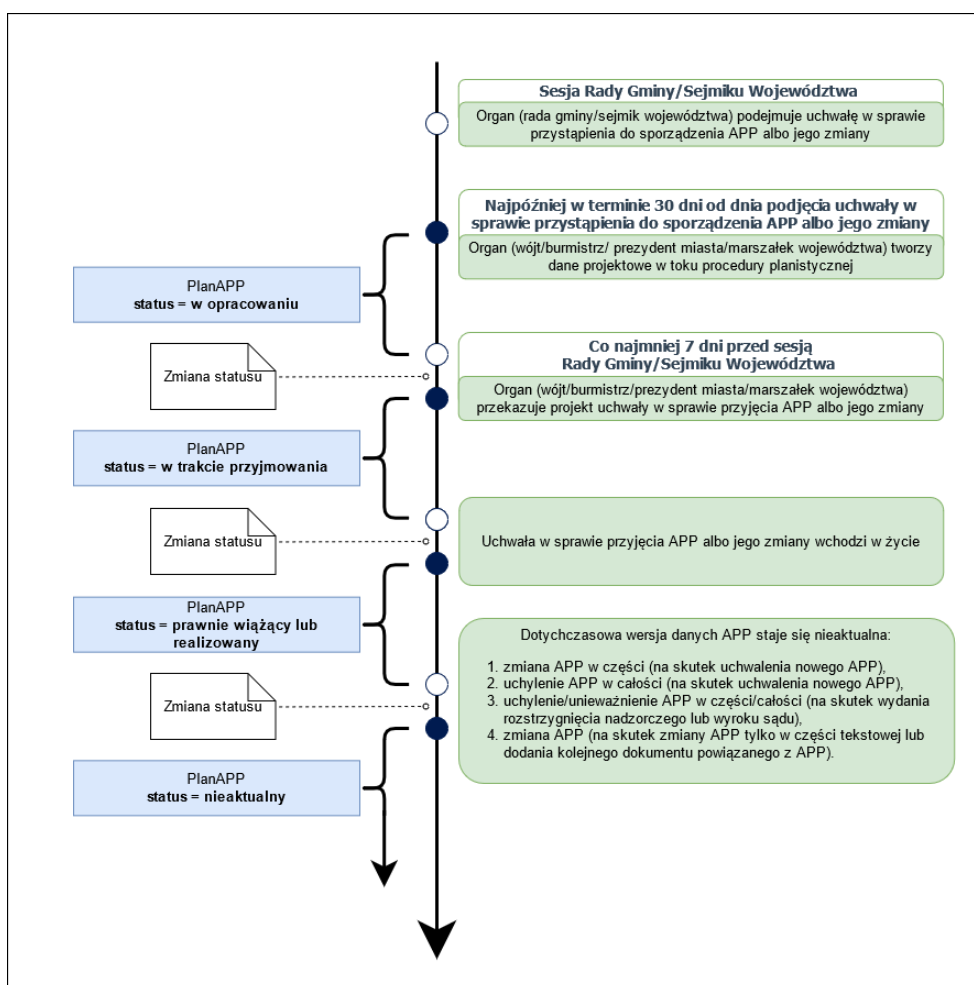 Sesja Rady Gminy/Sejmiku Województwa
Organ (rada gminy/sejmik województwa) podejmuje uchwałę w sprawie
przystąpienia do sporządzenia APP albo jego zmiany
Najpóźniej w terminie 30 dni od dnia podjęcia uchwały w
sprawie przystąpienia do sporządzenia APP albo jego zmiany
Organ (wójt/burmistrz/ prezydent miasta/marszałek województwa) tworzy
dane projektowe w toku procedury planistycznej
PlanAPP
status = w opracowaniu
Co najmniej 7 dni przed sesją
Rady Gminy/Sejmiku Województwa
Organ (wójt/burmistrz/prezydent miasta/marszałek województwa)
przekazuje projekt uchwały w sprawie przyjęcia APP albo jego zmiany
Zmiana statusu
PlanAPP
status = w trakcie przyjmowania
Zmiana statusu
Uchwała w sprawie przyjęcia APP albo jego zmiany wchodzi w życie
PlanAPP
status = prawnie wiążący lub
realizowany
Dotychczasowa wersja danych APP staje się nieaktualna:
1. zmiana APP w części (na skutek uchwalenia nowego APP),
2. uchylenie APP w całości (na skutek uchwalenia nowego APP),
3. uchylenie/unieważnienie APP w części/całości (na skutek wydania
rozstrzygnięcia nadzorczego lub wyroku sądu),
4. zmiana APP (na skutek zmiany APP tylko w części tekstowej lub
dodania kolejnego dokumentu powiązanego z APP).
Zmiana statusu
PlanAPP
status = nieaktualny